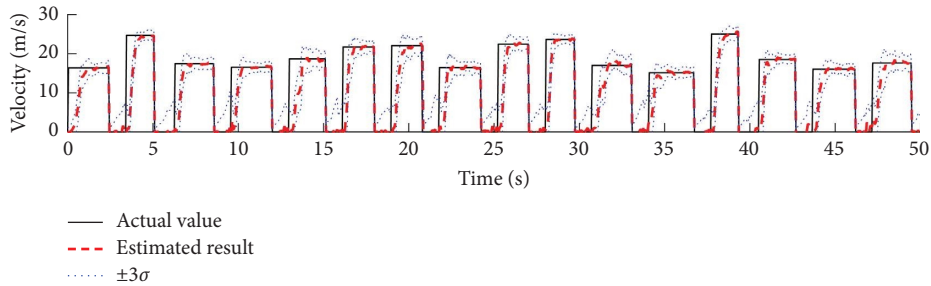 30
20
10
0
Velocity (m/s)
0 5 10 15 20 25 30 35 40 45 50
Time (s)
Actual value
Estimated result
±3σ